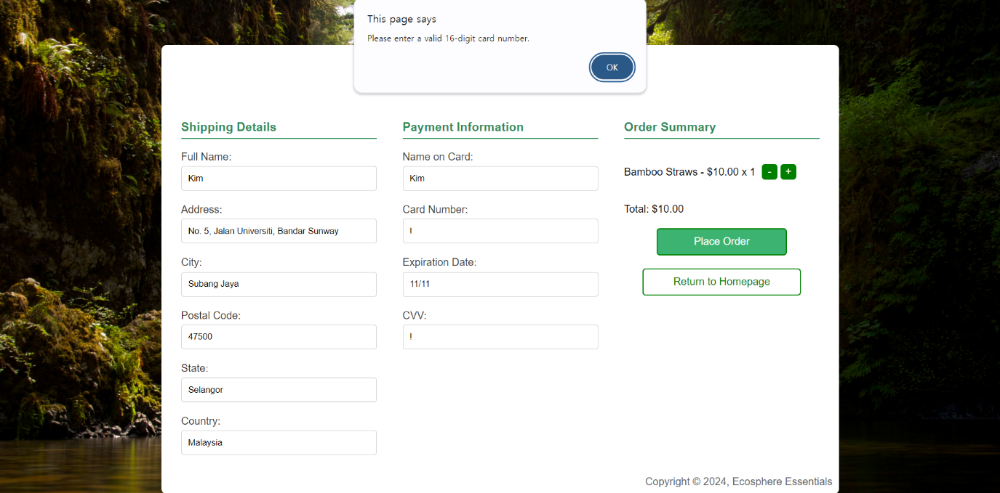 This page says
Please enter a valid 16-digit card number.
OK
Shipping Details
Full Name:
Kim
Address:
No. 5, Jalan Universiti, Bandar Sunway
City:
Subang Jaya
Postal Code:
47500
State:
Selangor
Country:
Malaysia
Payment Information
Name on Card:
Kim
Card Number:
Expiration Date:
11/11
CVV:
!
Order Summary
Bamboo Straws - $10.00 x 1 - +
Total: $10.00
Place Order
Return to Homepage
Copyright © 2024, Ecosphere Essentials